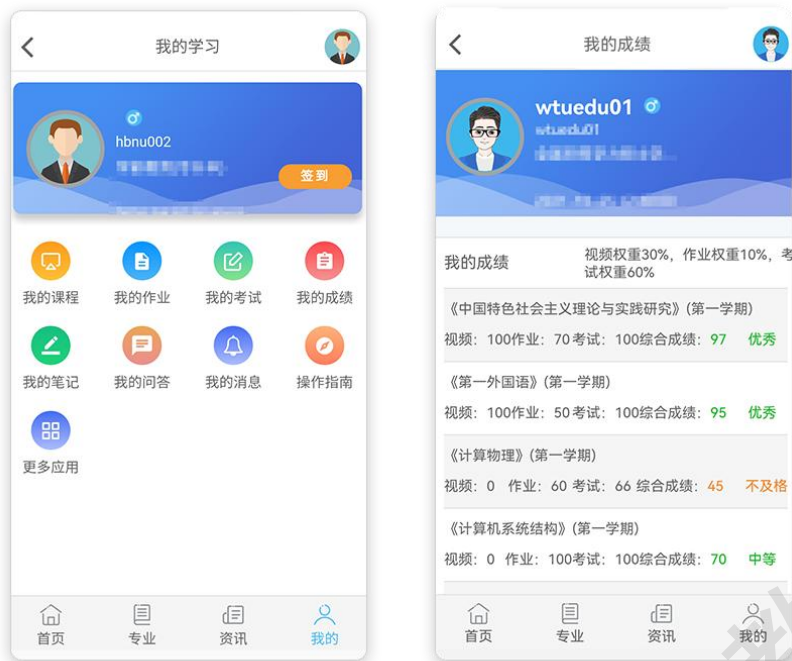 我的学习
hbnu002
签到
我的课程 我的作业 我的考试 我的成绩
我的笔记 我的问答 我的消息 操作指南
更多应用
首页 专业 资讯 我的
我的成绩
wtuedu01
wtuedu01
我的成绩
视频权重30%，作业权重10%，考
试权重60%
《中国特色社会主义理论与实践研究》(第一学期)
视频：100作业：70 考试：100综合成绩：97 优秀
《第一外国语》(第一学期)
视频：100作业：50 考试：100综合成绩：95 优秀
《计算物理》(第一学期)
视频：0 作业：60 考试：66 综合成绩：45 不及格
《计算机系统结构》(第一学期)
视频：0 作业：100考试：100综合成绩：70 中等
首页 专业 资讯 我的